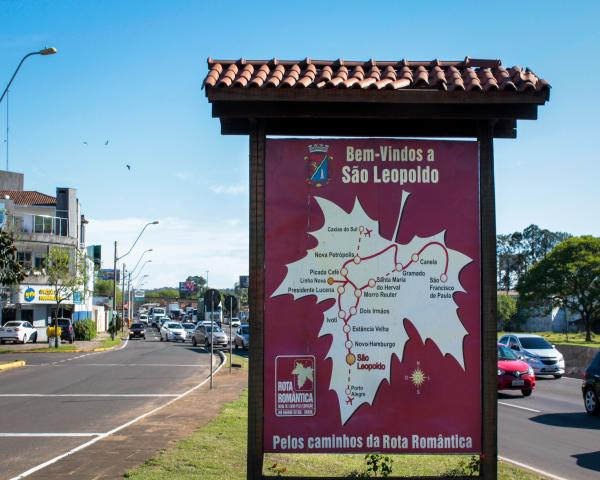 Bem-Vindos a
São Leopoldo
Caxias do Sul
Nova Petrópolis
Picada Café
Linha Nova
Presidente Lucena
Gramado
Canela
São
Francisco
de Paula
Santa Maria
do Herval
Morro Reuter
Dois Irmãos
Ivoti
Estância Velha
Novo Hamburgo
São
Leopoldo
Porto
Alegre
ROTA
ROMÂNTICA
Pelos caminhos da Rota Romântica